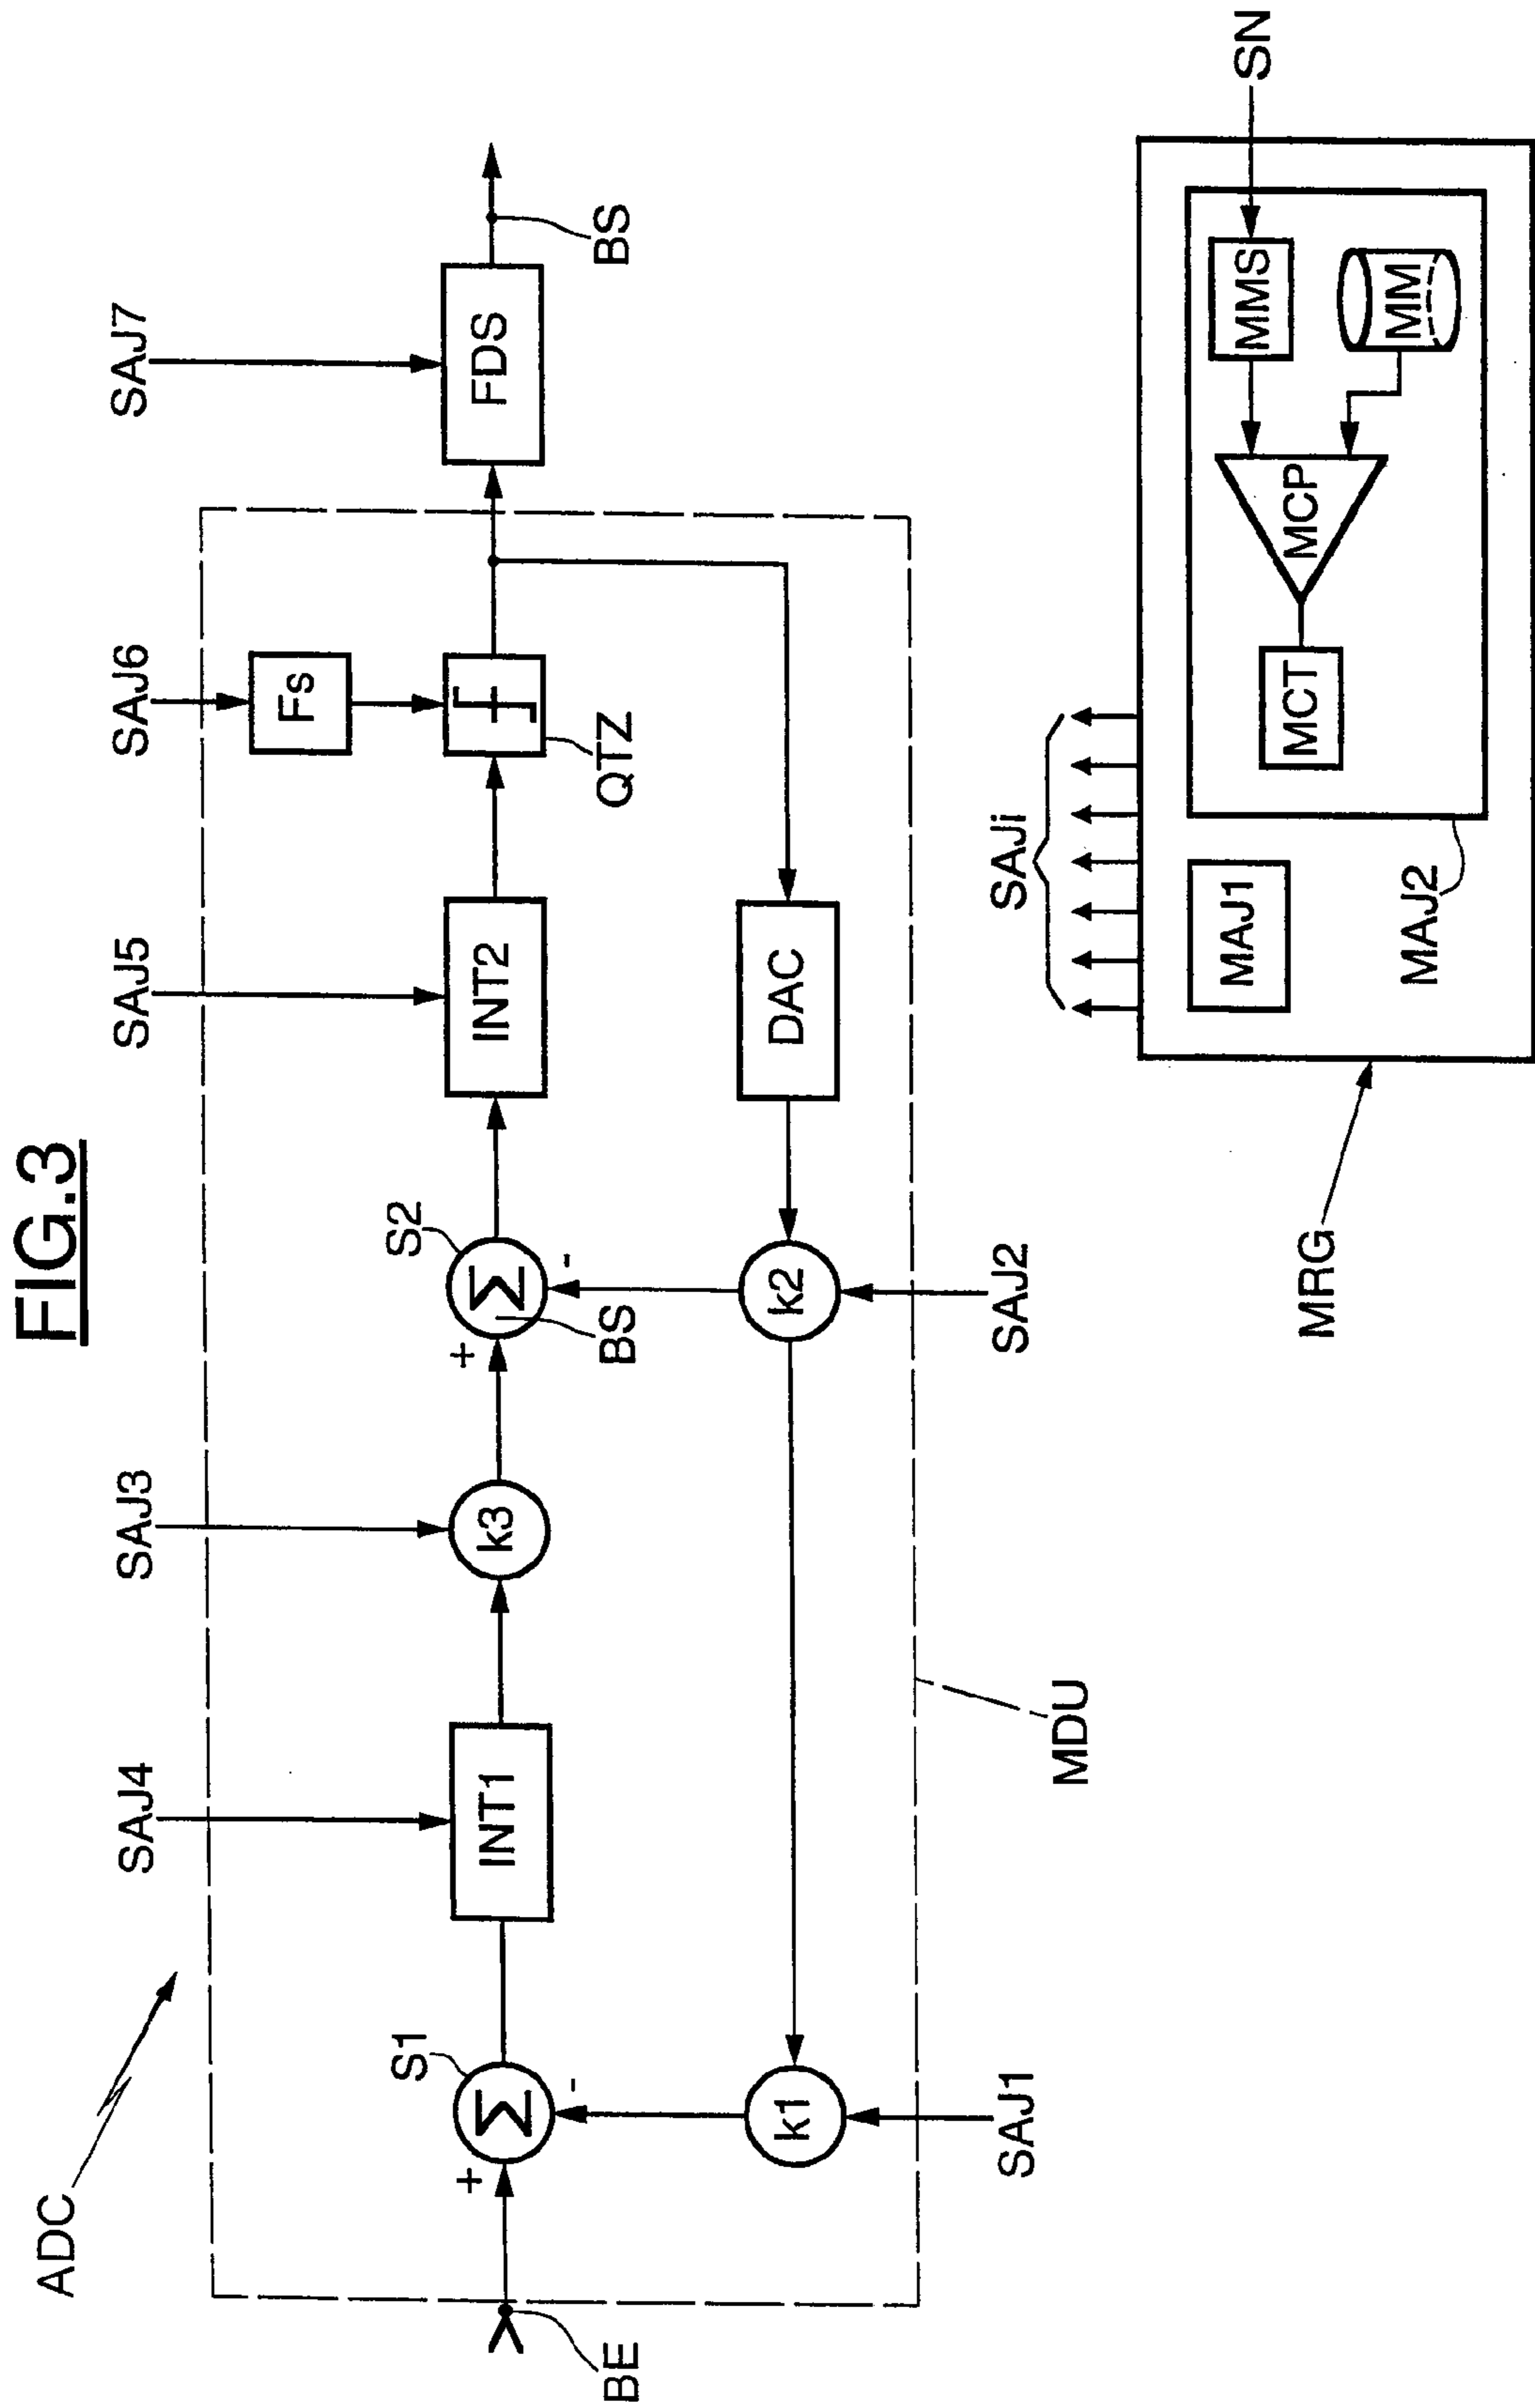 FIG.3
ADC
SAJ4
SAJ3
SAJ5
SAJ6
SAJ7
Fs
S1
S2
BE
+
Σ
INT1
k3
+
Σ
INT2
QTZ
FDS
BS
-
-
BS
k1
k2
DAC
SAJ1
SAJ2
MDU
SAJi
MRG
MAJ1
MAJ2
MCT
MCP
MMS
MM
SN